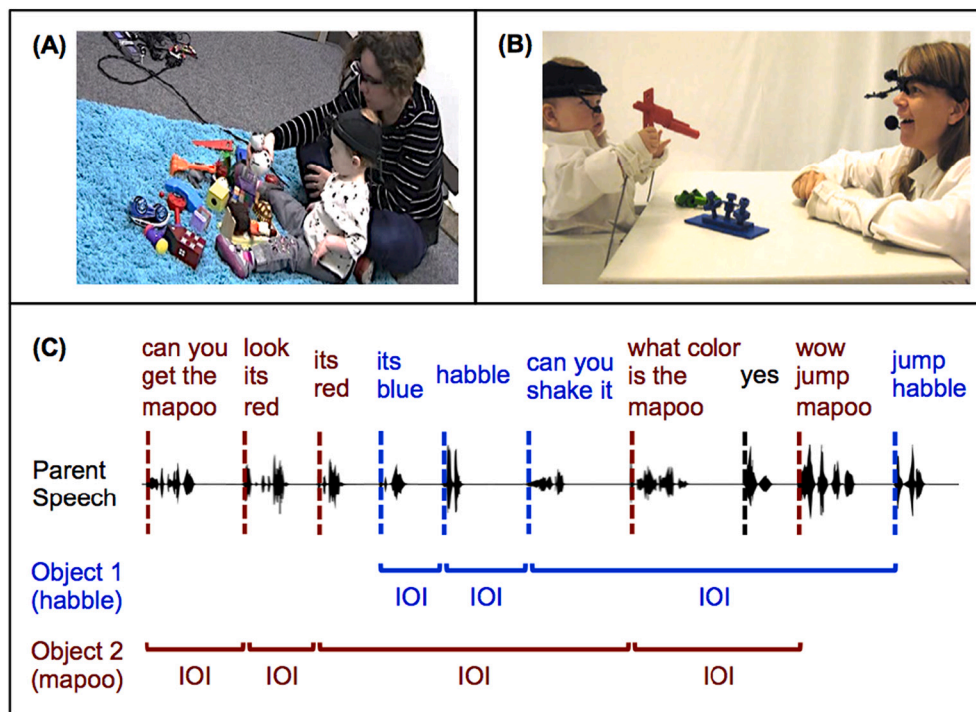 (A)
(B)
(C)
can you
get the
mapoo
look
its
red
its
red
its
blue
habble
can you
shake it
what color
is the
mapoo
yes
wow
jump
mapoo
jump
habble
Parent
Speech
Object 1
(habble)
IOI
IOI
IOI
Object 2
(mapoo)
IOI
IOI
IOI
IOI